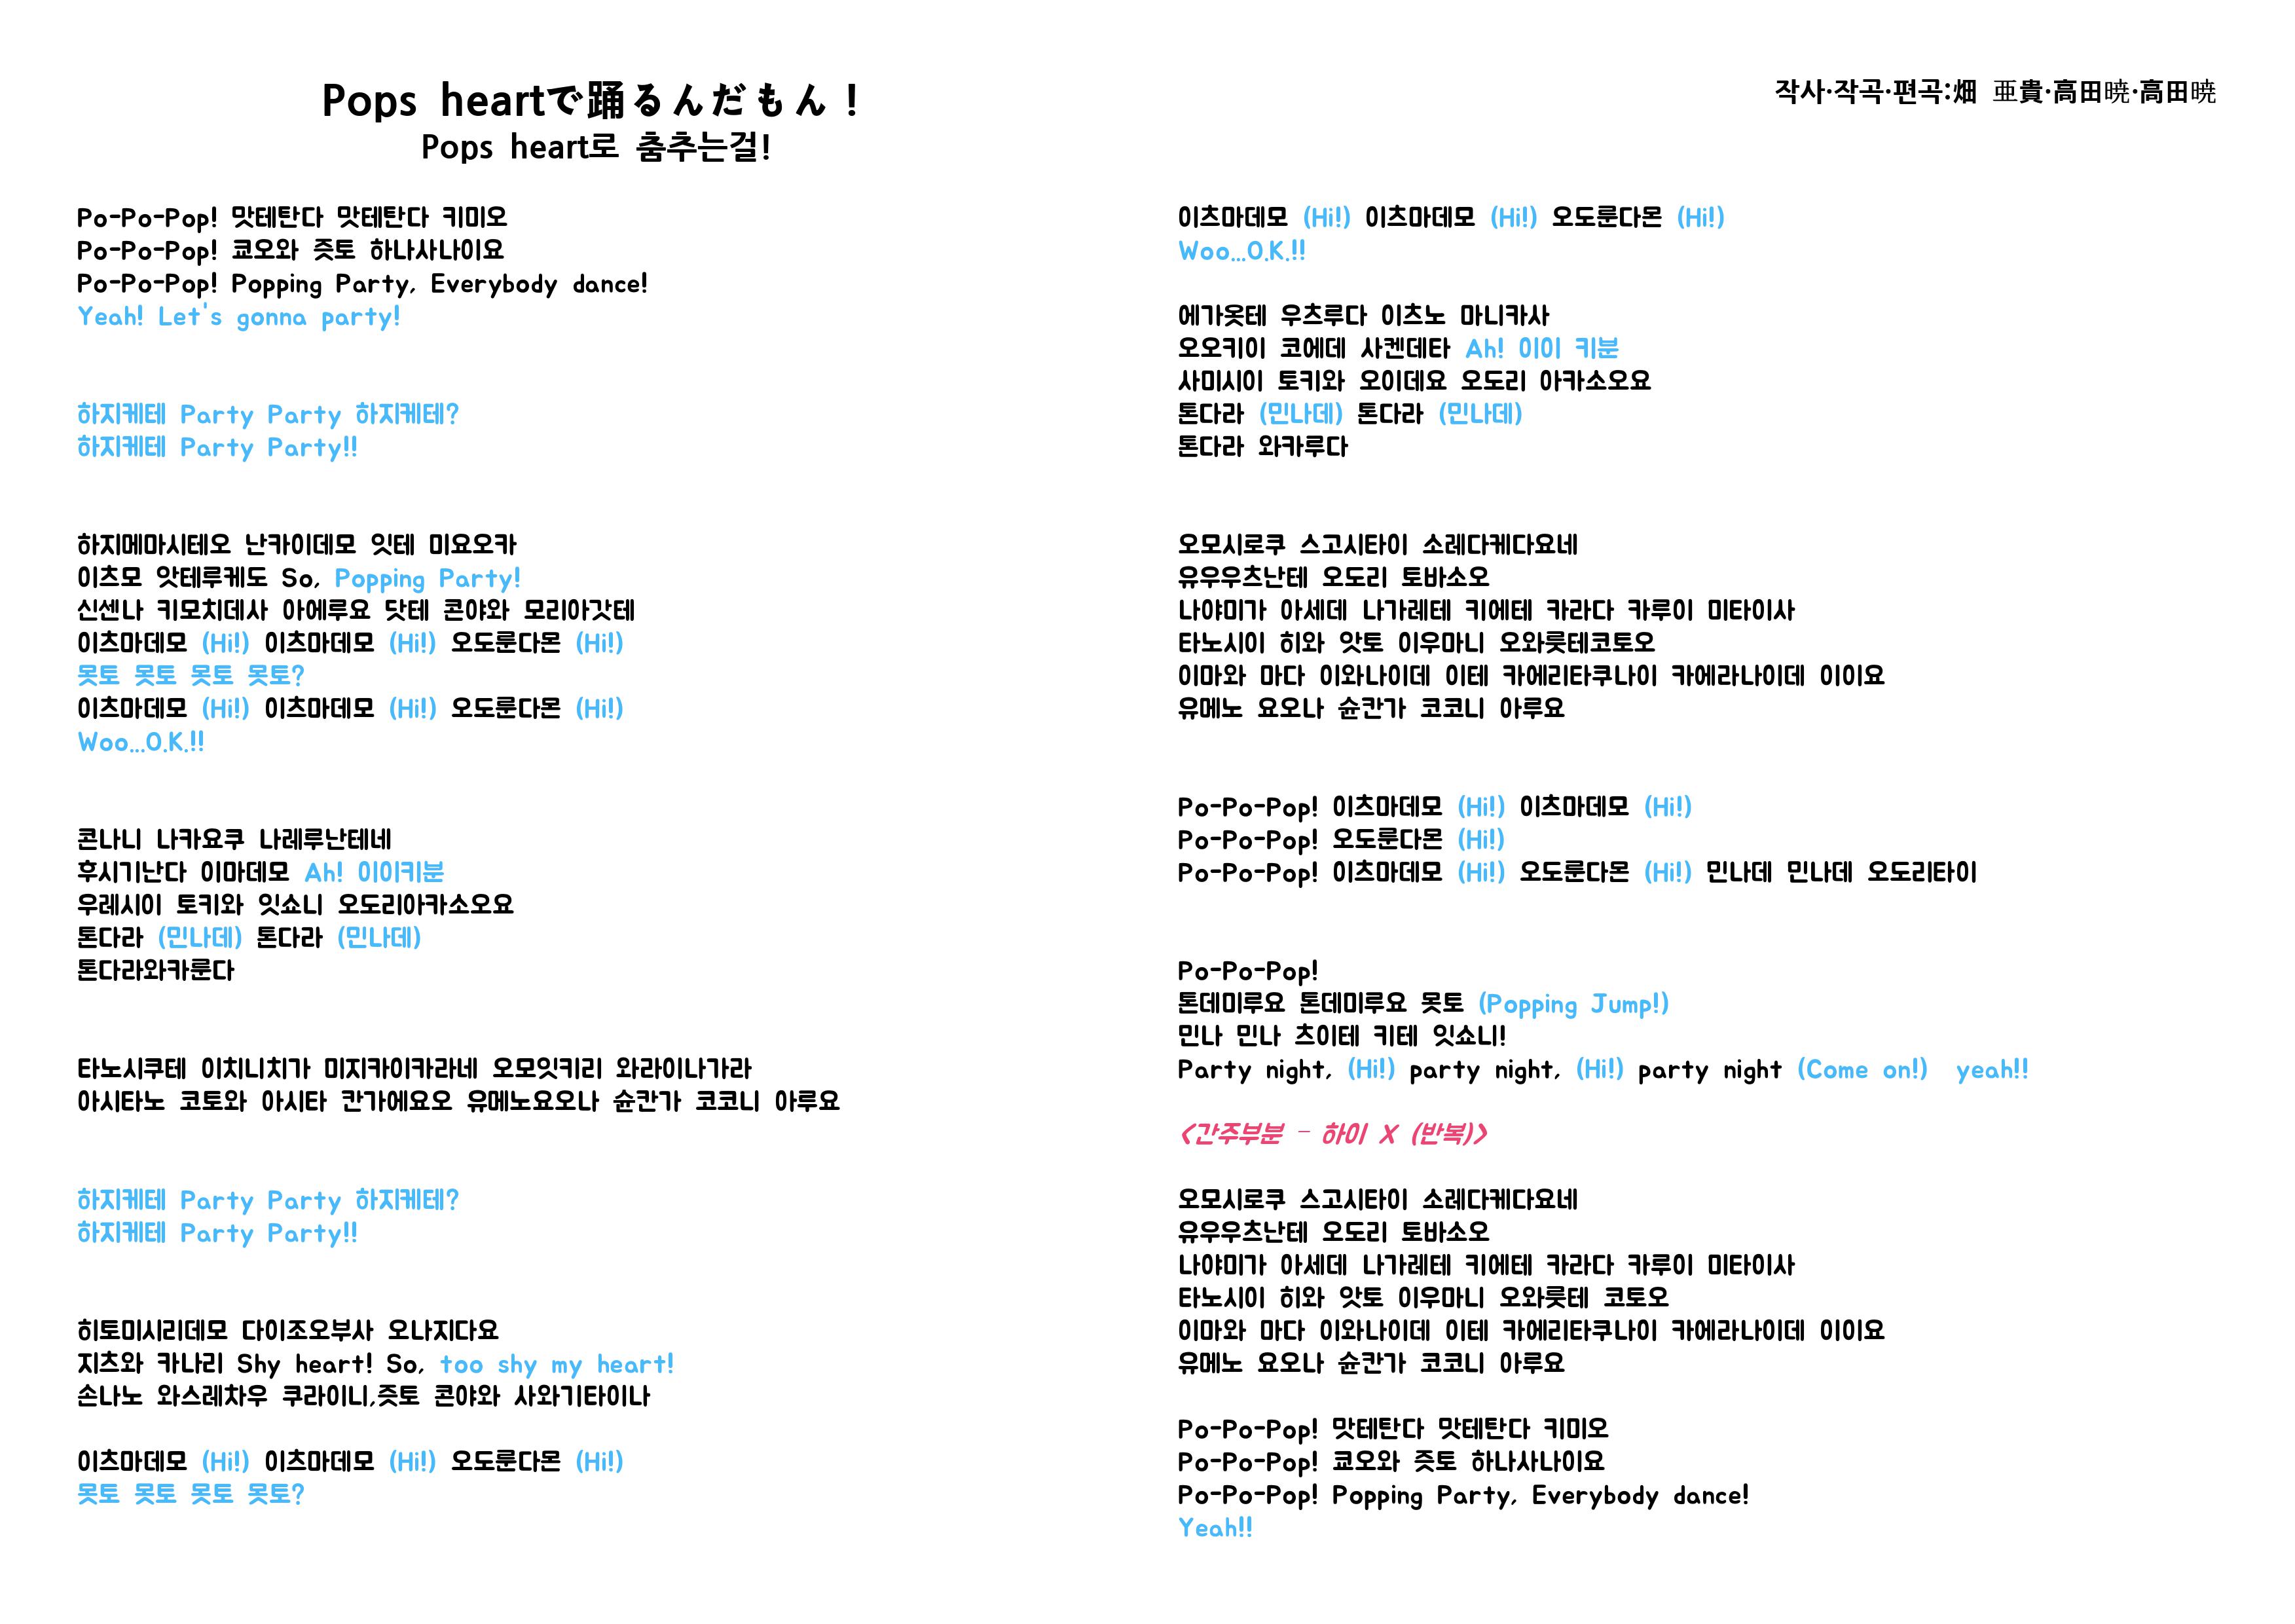 Pops heartで踊るんだもん！
Pops heart로 춤추는걸!
작사·작곡·편곡:畑 亜貴·高田暁·高田暁
Po-Po-Pop! 맛테탄다 맛테탄다 키미오
Po-Po-Pop! 쿄오와 즛토 하나사나이요
Po-Po-Pop! Popping Party, Everybody dance!
Yeah! Let's gonna party!
하지케테 Party Party 하지케테?
하지케테 Party Party!!
하지메마시테오 난카이데모 잇테 미요오카
이츠모 앗테루케도 So, Popping Party!
신센나 키모치데사 아에루요 닷테 콘야와 모리아갓테
이츠마데모 (Hi!) 이츠마데모 (Hi!) 오도룬다몬 (Hi!)
못토 못토 못토 못토?
이츠마데모 (Hi!) 이츠마데모 (Hi!) 오도룬다몬 (Hi!)
Woo...O.K.!!
콘나니 나카요쿠 나레루난테네
후시기난다 이마데모 Ah! 이이키분
우레시이 토키와 잇쇼니 오도리아카소오요
톤다라 (민나데) 톤다라 (민나데)
톤다라와카룬다
타노시쿠테 이치니치가 미지카이카라네 오모잇키리 와라이나가라
아시타노 코토와 아시타 칸가에요오 유메노요오나 슌칸가 코코니 아루요
하지케테 Party Party 하지케테?
하지케테 Party Party!!
히토미시리데모 다이조오부사 오나지다요
지츠와 카나리 Shy heart! So, too shy my heart!
손나노 와스레챠우 쿠라이니,즛토 콘야와 사와기타이나
이츠마데모 (Hi!) 이츠마데모 (Hi!) 오도룬다몬 (Hi!)
못토 못토 못토 못토?
이츠마데모 (Hi!) 이츠마데모 (Hi!) 오도룬다몬 (Hi!)
Woo...O.K.!!
에가옷테 우츠루다 이츠노 마니카사
오오키이 코에데 사켄데타 Ah! 이이 키분
사미시이 토키와 오이데요 오도리 아카소오요
톤다라 (민나데) 톤다라 (민나데)
톤다라 와카루다
오모시로쿠 스고시타이 소레다케다요네
유우우츠난테 오도리 토바소오
나야미가 아세데 나가레테 키에테 카라다 카루이 미타이사
타노시이 히와 앗토 이우마니 오와룻테코토오
이마와 마다 이와나이데 이테 카에리타쿠나이 카에라나이데 이이요
유메노 요오나 슌칸가 코코니 아루요
Po-Po-Pop! 이츠마데모 (Hi!) 이츠마데모 (Hi!)
Po-Po-Pop! 오도룬다몬 (Hi!)
Po-Po-Pop! 이츠마데모 (Hi!) 오도룬다몬 (Hi!) 민나데 민나데 오도리타이
Po-Po-Pop!
톤데미루요 톤데미루요 못토 (Popping Jump!)
민나 민나 츠이테 키테 잇쇼니!
Party night, (Hi!) party night, (Hi!) party night (Come on!) yeah!!
<간주부분 - 하이 X (반복)>
오모시로쿠 스고시타이 소레다케다요네
유우우츠난테 오도리 토바소오
나야미가 아세데 나가레테 키에테 카라다 카루이 미타이사
타노시이 히와 앗토 이우마니 오와룻테 코토오
이마와 마다 이와나이데 이테 카에리타쿠나이 카에라나이데 이이요
유메노 요오나 슌칸가 코코니 아루요
Po-Po-Pop! 맛테탄다 맛테탄다 키미오
Po-Po-Pop! 쿄오와 즛토 하나사나이요
Po-Po-Pop! Popping Party, Everybody dance!
Yeah!!